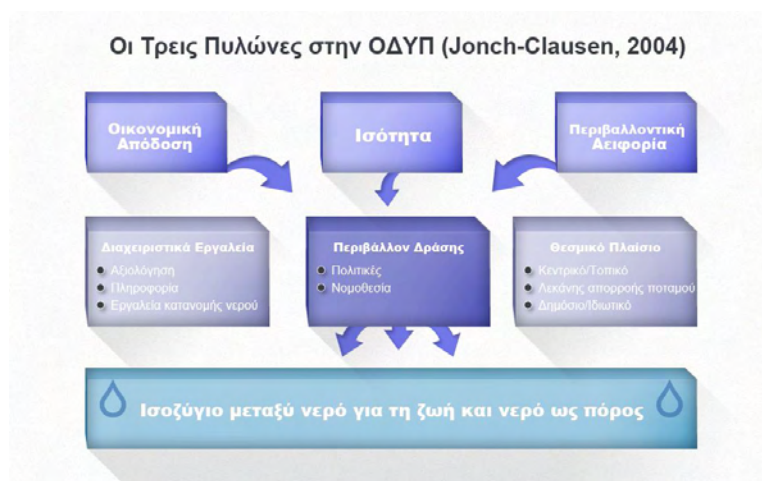 Οι Τρεις Πυλώνες στην ΟΔΥΠ (Jonch-Clausen, 2004)
Οικονομική
Απόδοση
Ισότητα
Περιβαλλοντική
Αειφορία
Διαχειριστικά Εργαλεία
Αξιολόγηση
Πληροφορία
Εργαλεία κατανομής νερού
Περιβάλλον Δράσης
Πολιτικές
Νομοθεσία
Θεσμικό Πλαίσιο
Κεντρικό/Τοπικό
Λεκάνης απορροής ποταμού
Δημόσιο/Ιδιωτικό
Ισοζύγιο μεταξύ νερό για τη ζωή και νερό ως πόρος